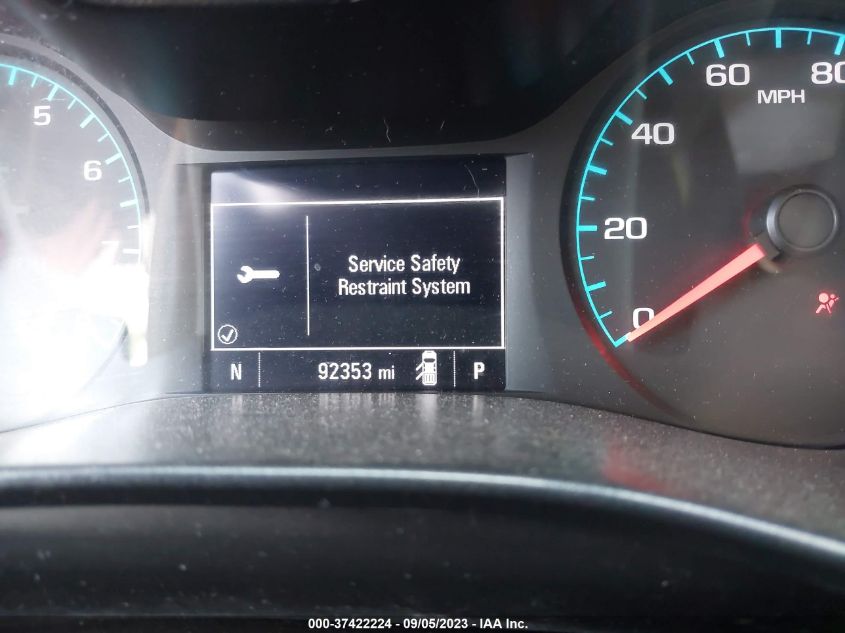 5
6
7
Service Safety
Restraint System
N 92353 mi P
0
20
40
60
80
MPH
000-37422224 - 09/05/2023 - IAA Inc.